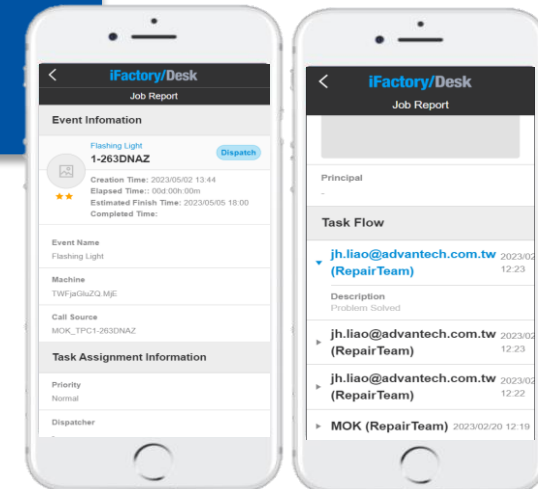 iFactory/Desk
Job Report
Event Infomation
Flashing Light
1-263DNAZ
Dispatch
Creation Time: 2023/05/02 13:44
Elapsed Time:: 00d:00h:00m
Estimated Finish Time: 2023/05/05 18:00
Completed Time:
Event Name
Flashing Light
Machine
TWFjaGluZQ.MjE
Call Source
MOK_TPC1-263DNAZ
Task Assignment Information
Priority
Normal
Dispatcher
-
iFactory/Desk
Job Report
Principal
-
Task Flow
jh.liao@advantech.com.tw 2023/02
(RepairTeam) 12:23
Description
Problem Solved
jh.liao@advantech.com.tw 2023/02
(RepairTeam) 12:23
jh.liao@advantech.com.tw 2023/02
(RepairTeam) 12:22
MOK (RepairTeam) 2023/02/20 12:19